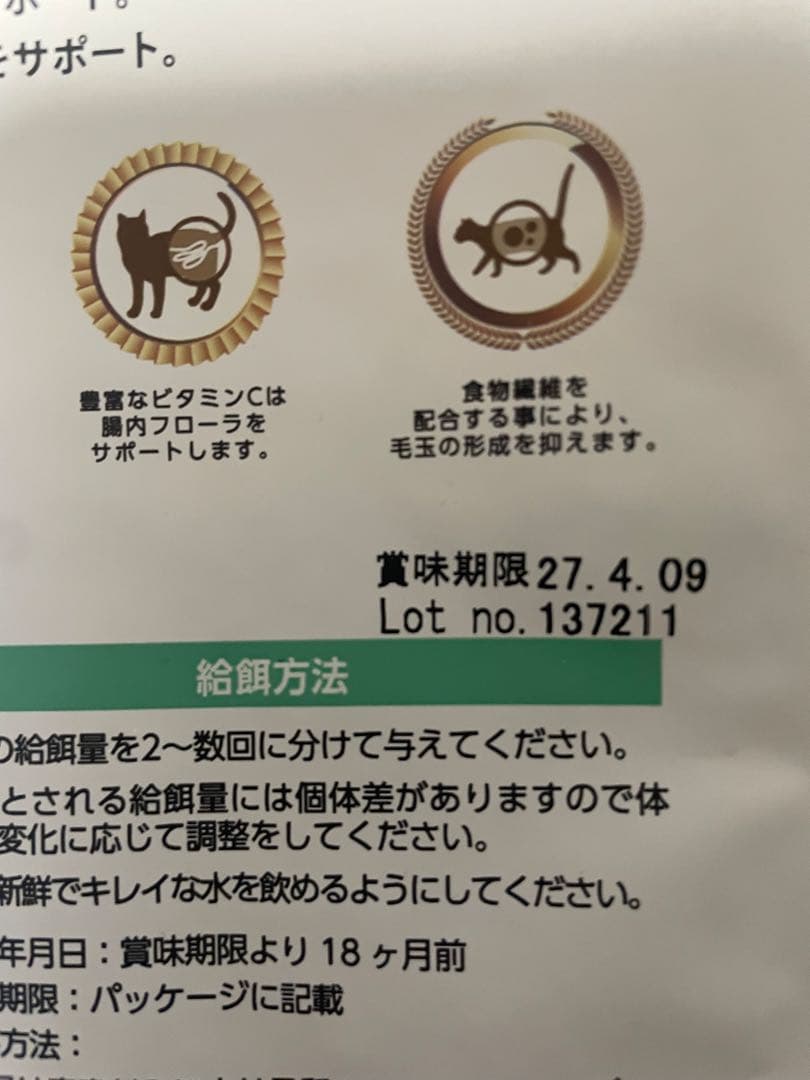 をサポート。
豊富なビタミンCは
腸内フローラを
サポートします。
食物繊維を
配合する事により、
毛玉の形成を抑えます。
賞味期限 27. 4. 09
Lot no. 137211
給餌方法
の給餌量を2〜数回に分けて与えてください。
とされる給餌量には個体差がありますので体
変化に応じて調整をしてください。
新鮮でキレイな水を飲めるようにしてください。
年月日：賞味期限より 18 ヶ月前
期限：パッケージに記載
方法：